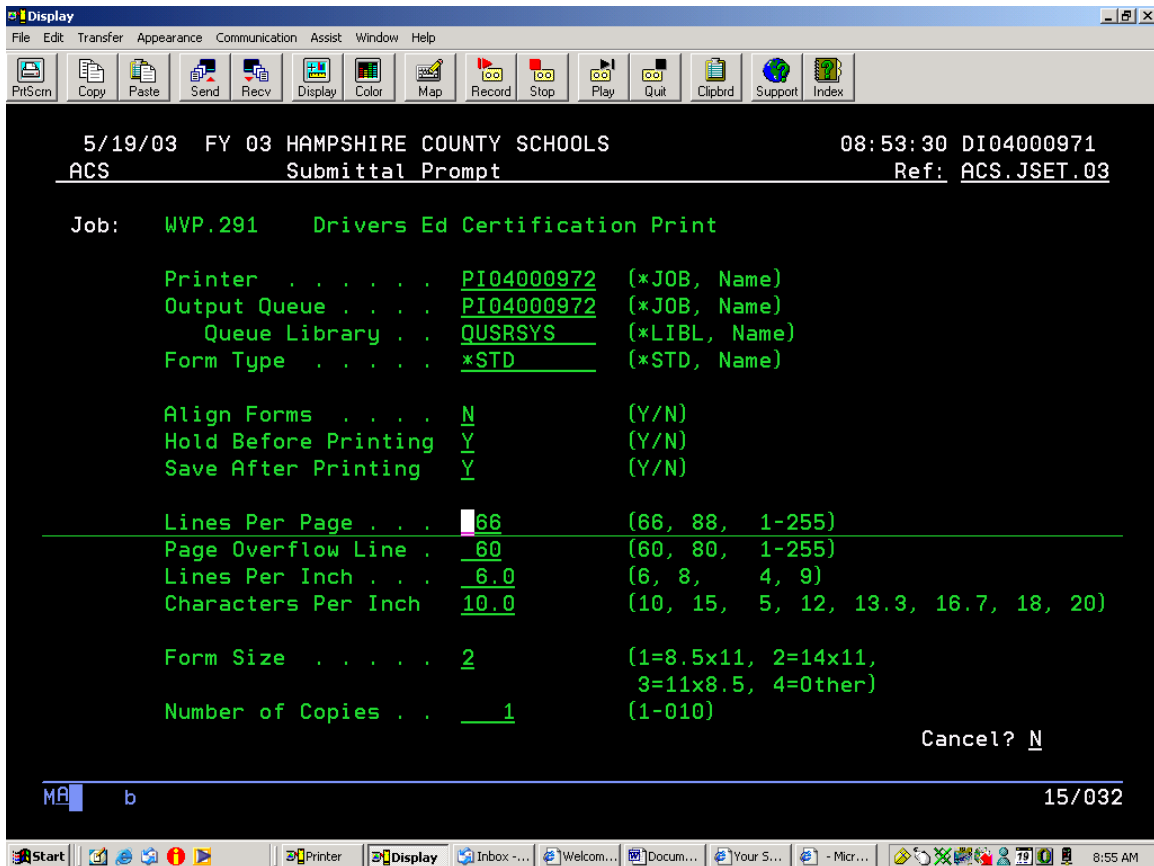 Display
File Edit Transfer Appearance Communication Assist Window Help
PrtScrn Copy Paste Send Recv Display Color Map Record Stop Play Quit Clipbrd Support Index
5/19/03 FY 03 HAMPSHIRE COUNTY SCHOOLS 08:53:30 DI04000971
ACS Submittal Prompt Ref: ACS.JSET.03
Job: WVP.291 Drivers Ed Certification Print
Printer . . . . . . PI04000972 (*JOB, Name)
Output Queue . . . . PI04000972 (*JOB, Name)
Queue Library . . QUSRSYS (*LIBL, Name)
Form Type . . . . . *STD (*STD, Name)
Align Forms . . . . N (Y/N)
Hold Before Printing Y (Y/N)
Save After Printing Y (Y/N)
Lines Per Page . . . 66 (66, 88, 1-255)
Page Overflow Line . 60 (60, 80, 1-255)
Lines Per Inch . . . 6.0 (6, 8, 4, 9)
Characters Per Inch 10.0 (10, 15, 5, 12, 13.3, 16.7, 18, 20)
Form Size . . . . . 2 (1=8.5x11, 2=14x11,
3=11x8.5, 4=Other)
Number of Copies . . 1 (1-010)
Cancel? N
MA b 15/032
Start Printer Display Inbox -... Welcom... Docum... Your S... - Micr... 19 8:55 AM